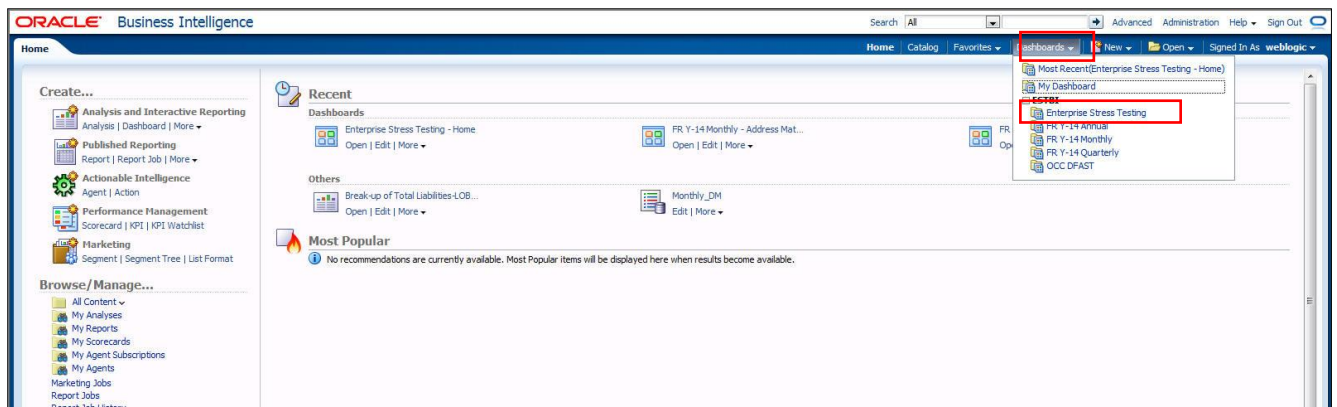 ORACLE Business Intelligence
Search All Advanced Administration Help Sign Out
Home
Home Catalog Favorites Dashboards New Open Signed In As weblogic
Most Recent(Enterprise Stress Testing - Home)
My Dashboard
ESTBI
Enterprise Stress Testing
FR Y-14 Annual
FR Y-14 Monthly
FR Y-14 Quarterly
OCC DFAST
Create...
Analysis and Interactive Reporting
Analysis | Dashboard | More
Published Reporting
Report | Report Job | More
Actionable Intelligence
Agent | Action
Performance Management
Scorecard | KPI | KPI Watchlist
Marketing
Segment | Segment Tree | List Format
Browse/Manage...
All Content
My Analyses
My Reports
My Scorecards
My Agent Subscriptions
My Agents
Marketing Jobs
Report Jobs
Report Job History
Recent
Dashboards
Enterprise Stress Testing - Home
Open | Edit | More
FR Y-14 Monthly - Address Mat...
Open | Edit | More
FR
Others
Break-up of Total Liabilities-LOB...
Open | Edit | More
Monthly_DM
Edit | More
Most Popular
No recommendations are currently available. Most Popular items will be displayed here when results become available.